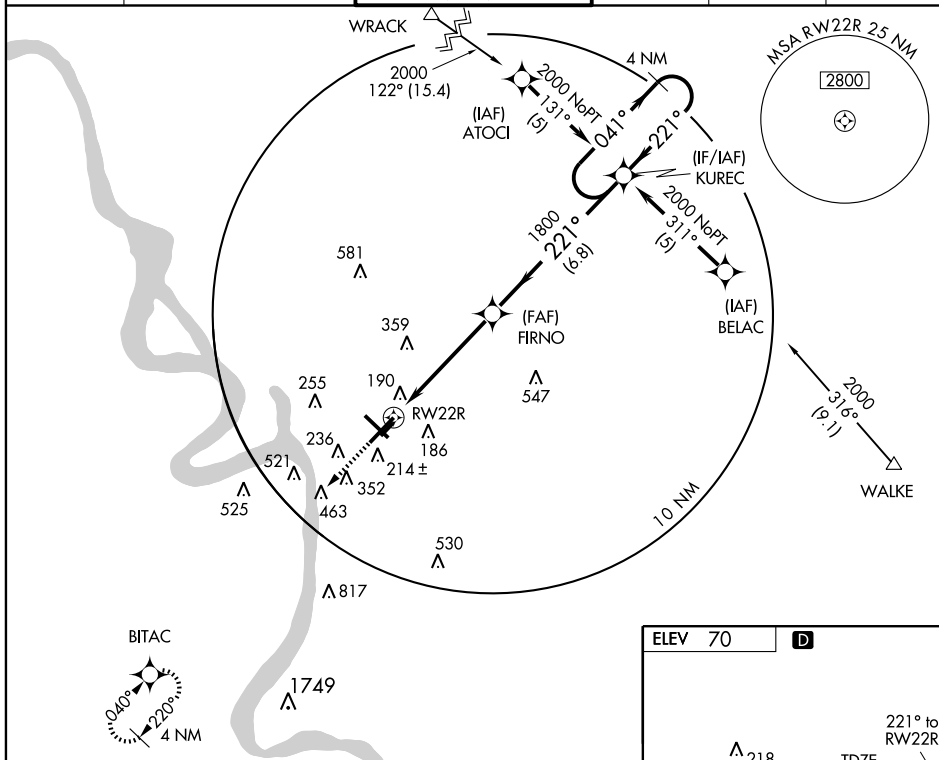 WRACK
2000
122° (15.4)
(IAF)
ATOCI
2000 NoPT
131°
(5)
4 NM
041°
221°
(IF/IAF)
KUREC
MSA RW22R 25 NM
2800
2000 NoPT
311°
(5)
(IAF)
BELAC
1800
221°
(6.8)
581
(FAF)
FIRNO
359
547
255
190
RW22R
186
236
214 ±
521
352
525
463
2000
316°
(9.1)
WALKE
10 NM
530
817
BITAC
040°
220°
4 NM
1749
ELEV 70
D
221° to
RW22R
218
TDZE